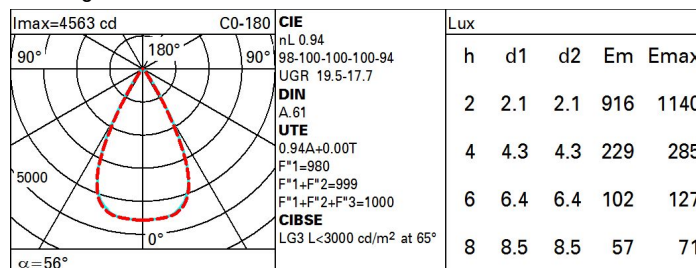 Imax=4563 cd C0-180
90° 180° 90°
5000
0°
α=56°
CIE
nL 0.94
98-100-100-100-94
UGR 19.5-17.7
DIN
A.61
UTE
0.94A+0.00T
F"1=980
F"1+F"2=999
F"1+F"2+F"3=1000
CIBSE
LG3 L<3000 cd/m² at 65°
Lux
h d1 d2 Em Emax
2 2.1 2.1 916 1140
4 4.3 4.3 229 285
6 6.4 6.4 102 127
8 8.5 8.5 57 71